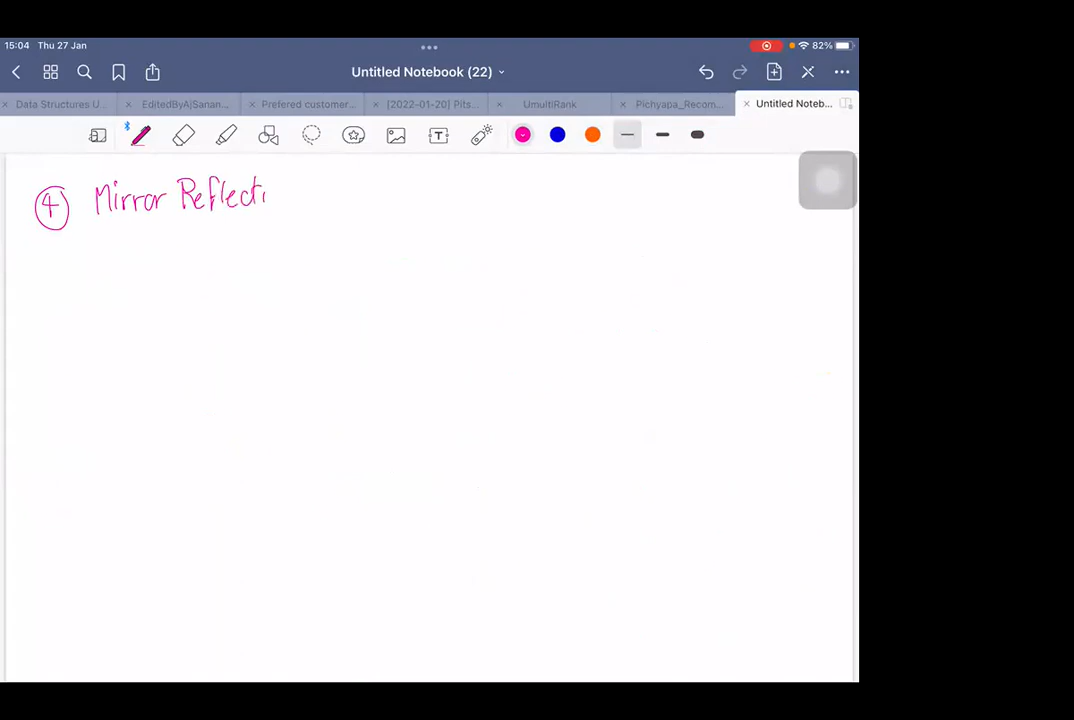 15:04 Thu 27 Jan
82%
Untitled Notebook (22)
Data Structures U...
EditedByAjSanan...
Prefered customer...
[2022-01-20] Pits...
UmultiRank
Pichyapa_Recom...
Untitled Noteb...
T
④ Mirror Reflecti